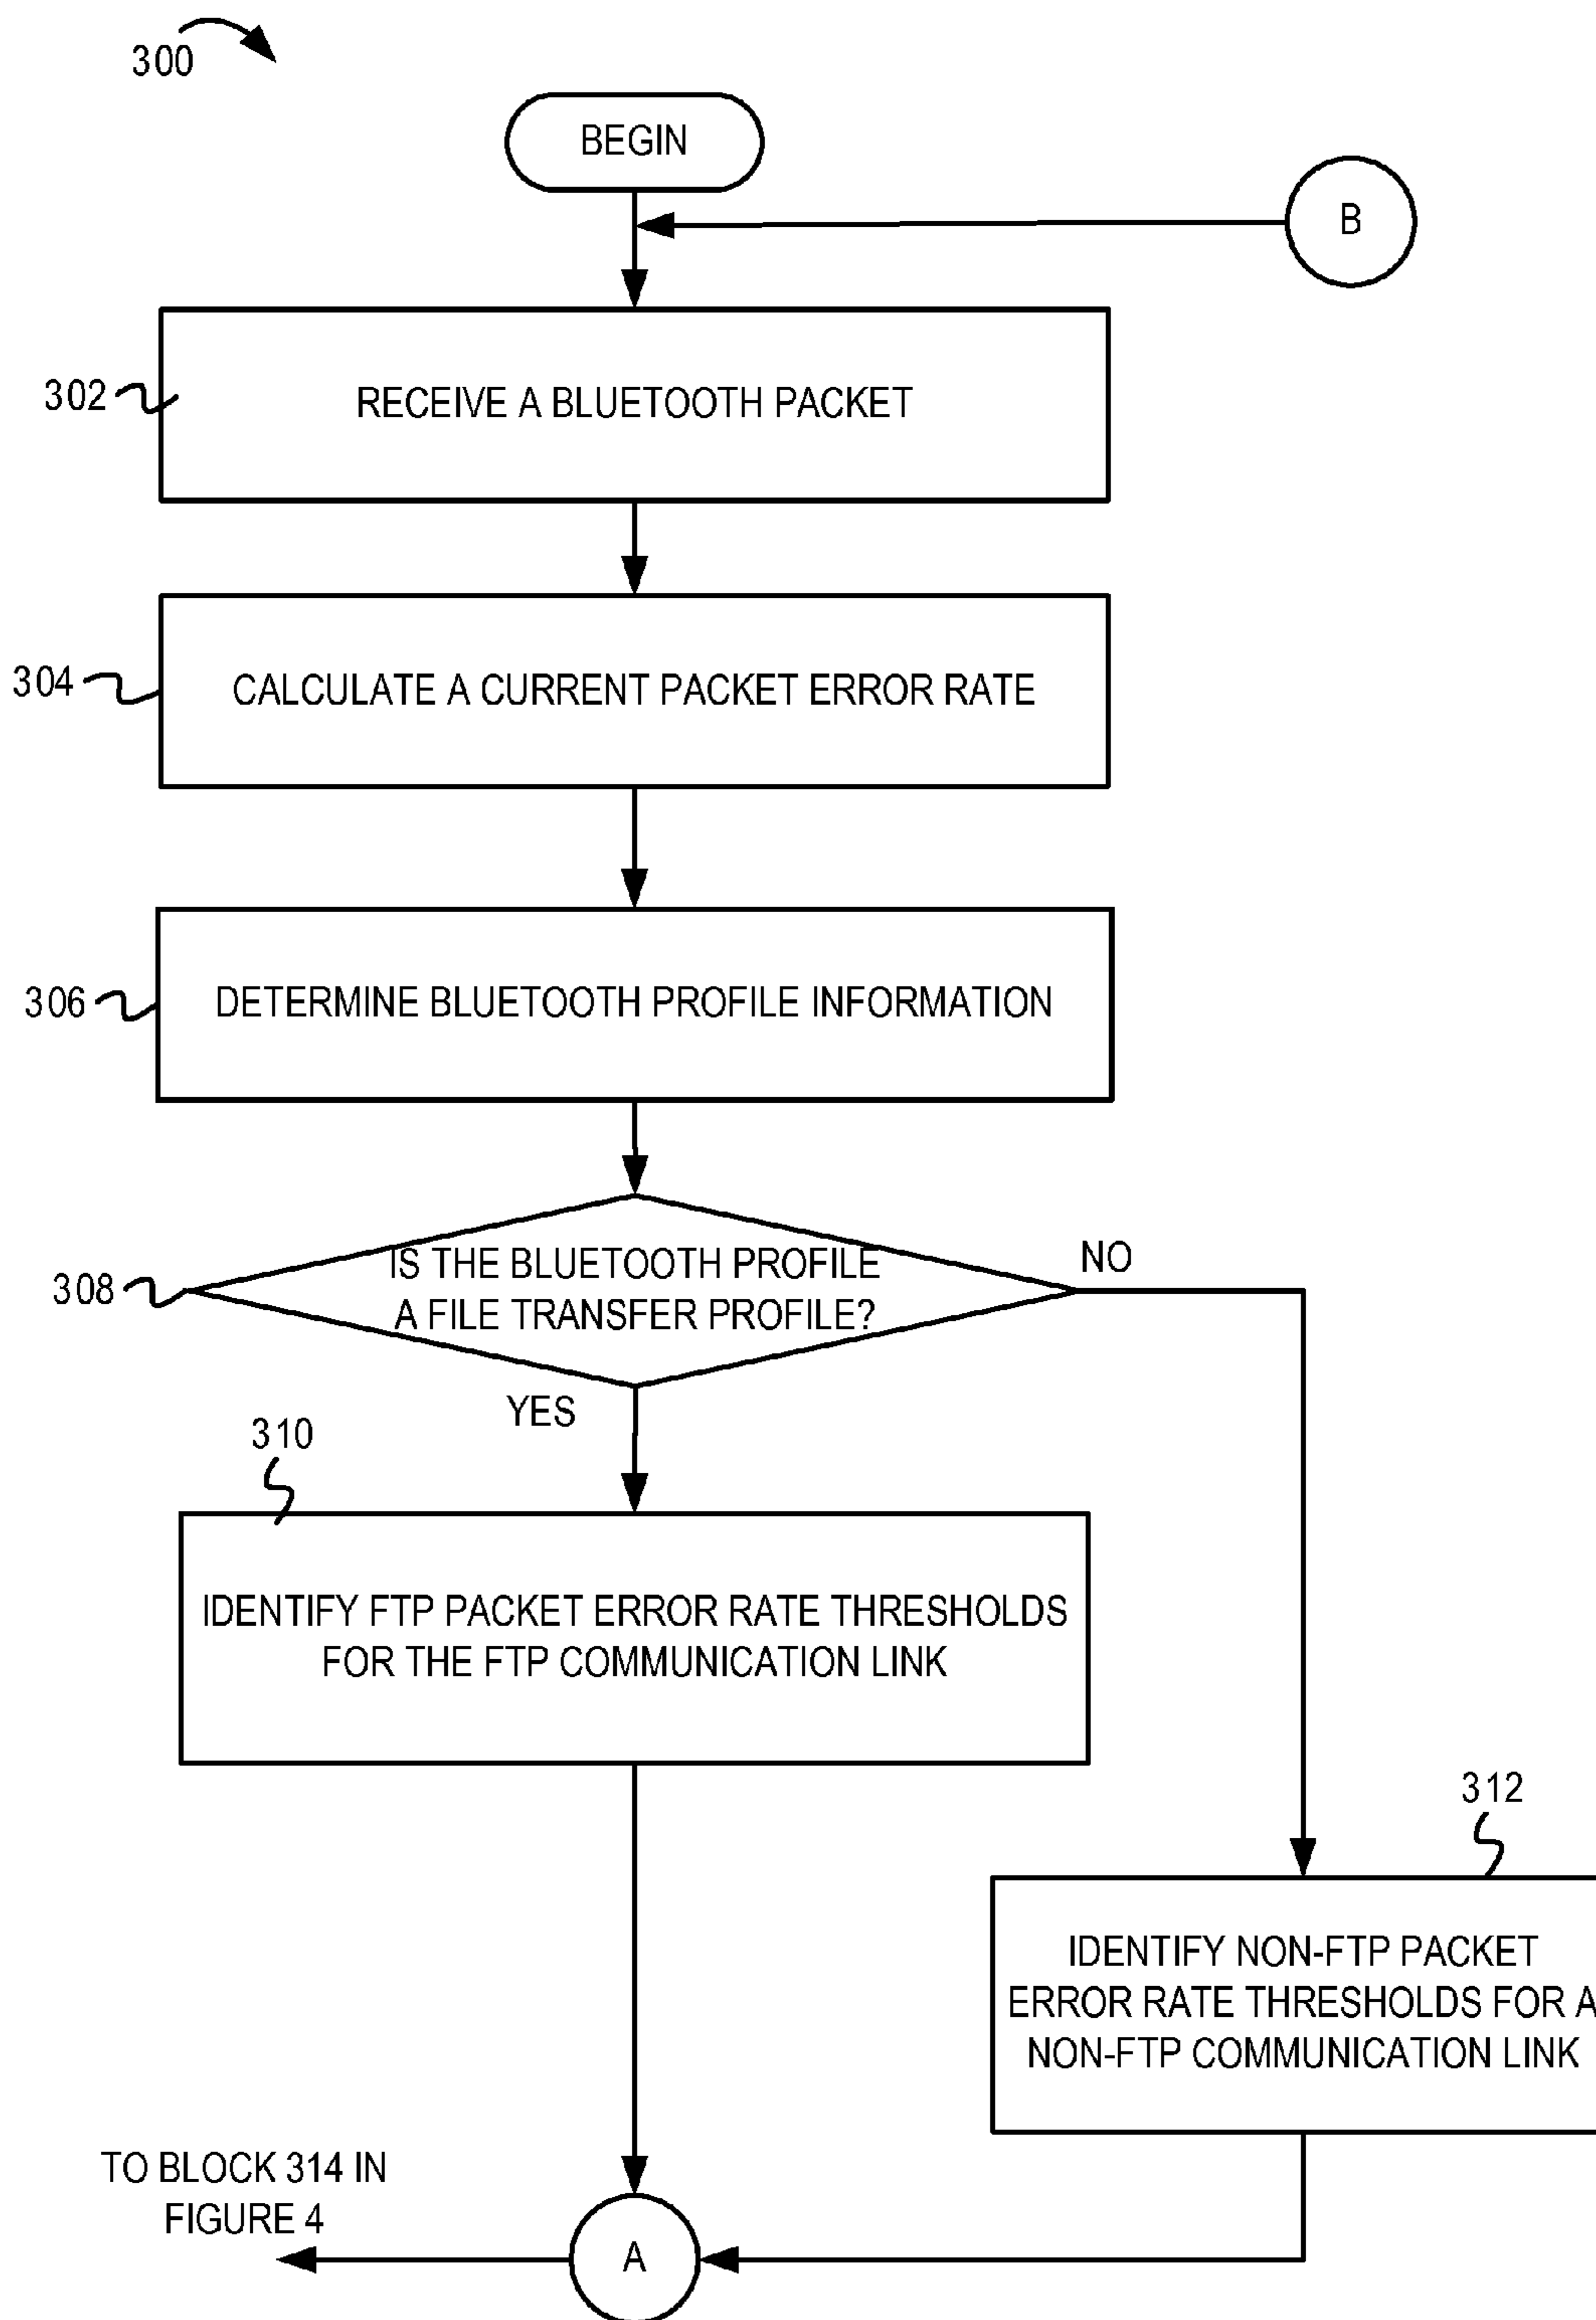 300
BEGIN
B
302
RECEIVE A BLUETOOTH PACKET
304
CALCULATE A CURRENT PACKET ERROR RATE
306
DETERMINE BLUETOOTH PROFILE INFORMATION
308
IS THE BLUETOOTH PROFILE
A FILE TRANSFER PROFILE?
NO
YES
310
IDENTIFY FTP PACKET ERROR RATE THRESHOLDS
FOR THE FTP COMMUNICATION LINK
312
IDENTIFY NON-FTP PACKET
ERROR RATE THRESHOLDS FOR A
NON-FTP COMMUNICATION LINK
TO BLOCK 314 IN
FIGURE 4
A